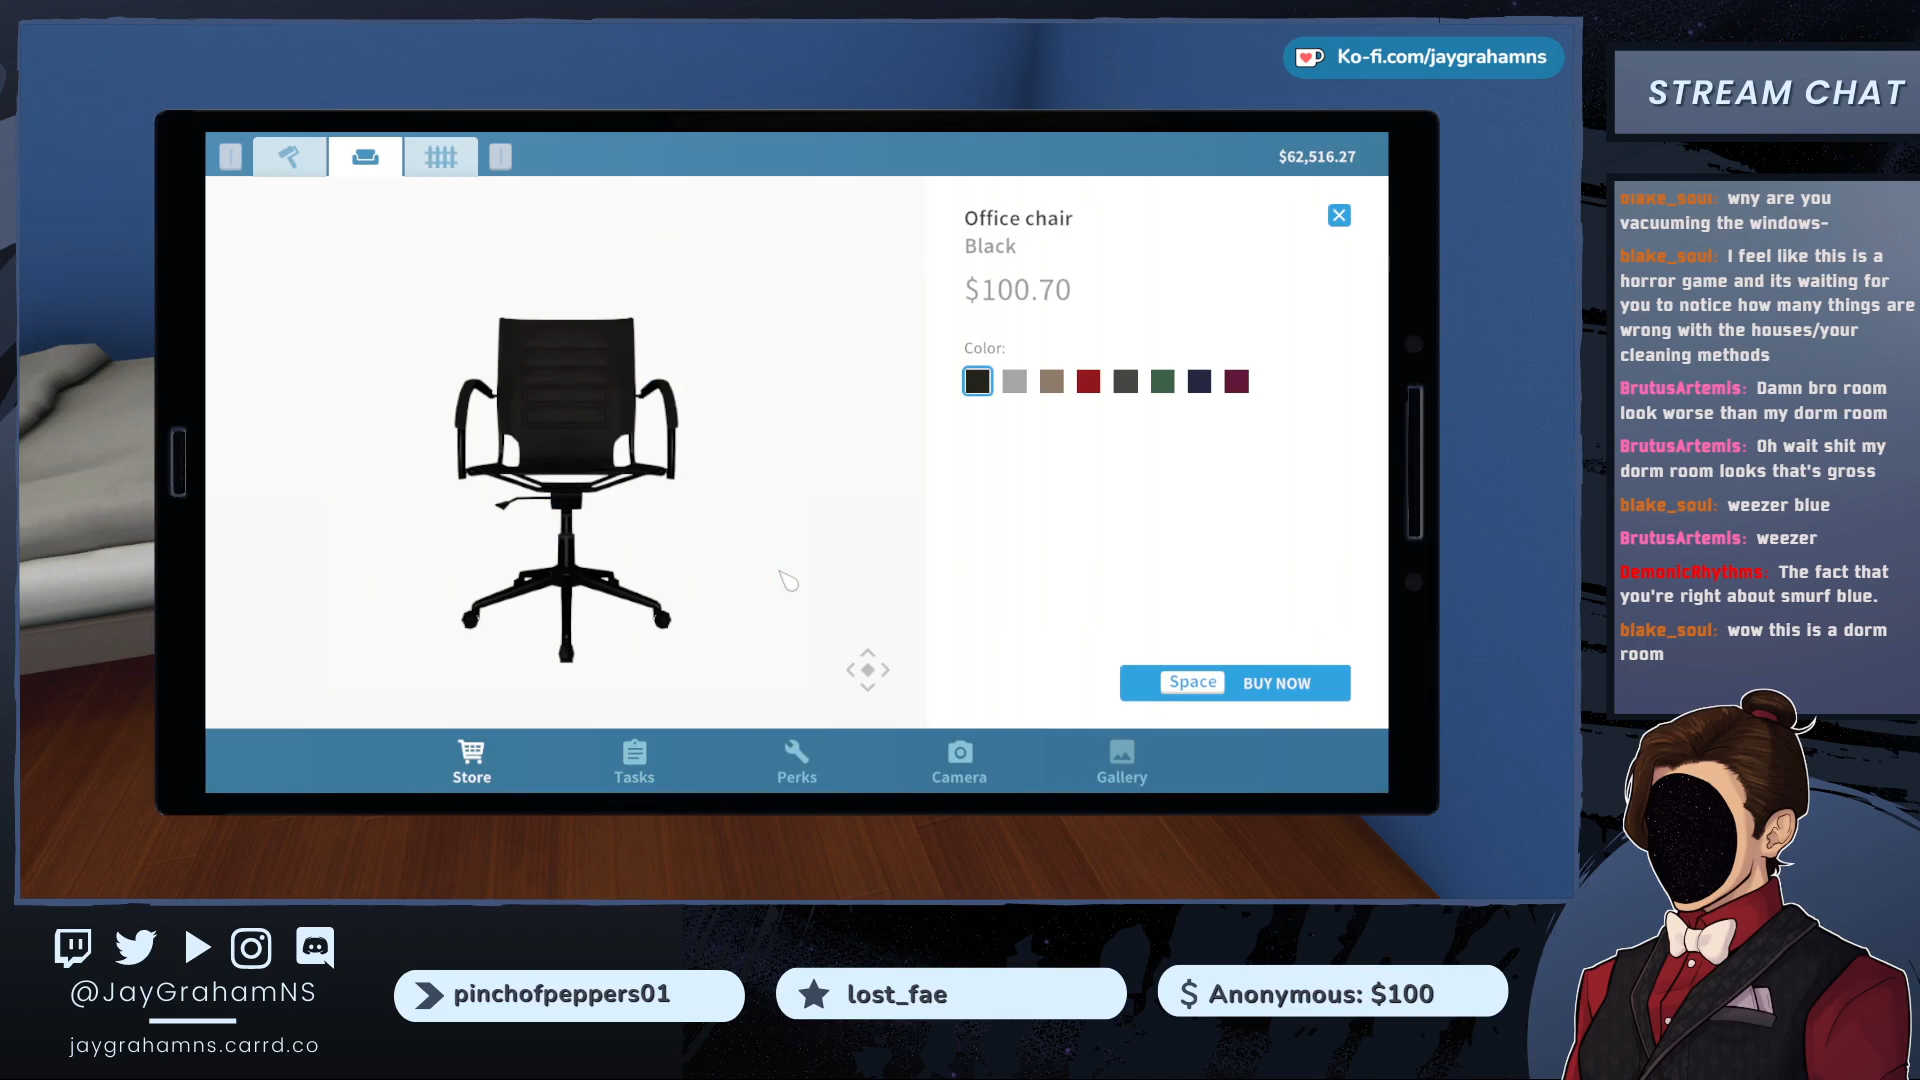 Ko-fi.com/jaygrahamns
STREAM CHAT
$62,516.27
Office chair
Black
$100.70
Color:
Space BUY NOW
Store
Tasks
Perks
Camera
Gallery
blake_soul: wny are you
vacuuming the windows-
blake_soul: I feel like this is a
horror game and its waiting for
you to notice how many things are
wrong with the houses/your
cleaning methods
BrutusArtemis: Damn bro room
look worse than my dorm room
BrutusArtemis: Oh wait shit my
dorm room looks that's gross
blake_soul: weezer blue
BrutusArtemis: weezer
DemonicRhythms: The fact that
you're right about smurf blue.
blake_soul: wow this is a dorm
room
@JayGrahamNS
jaygrahamns.carrd.co
pinchofpeppers01
lost_fae
$ Anonymous: $100